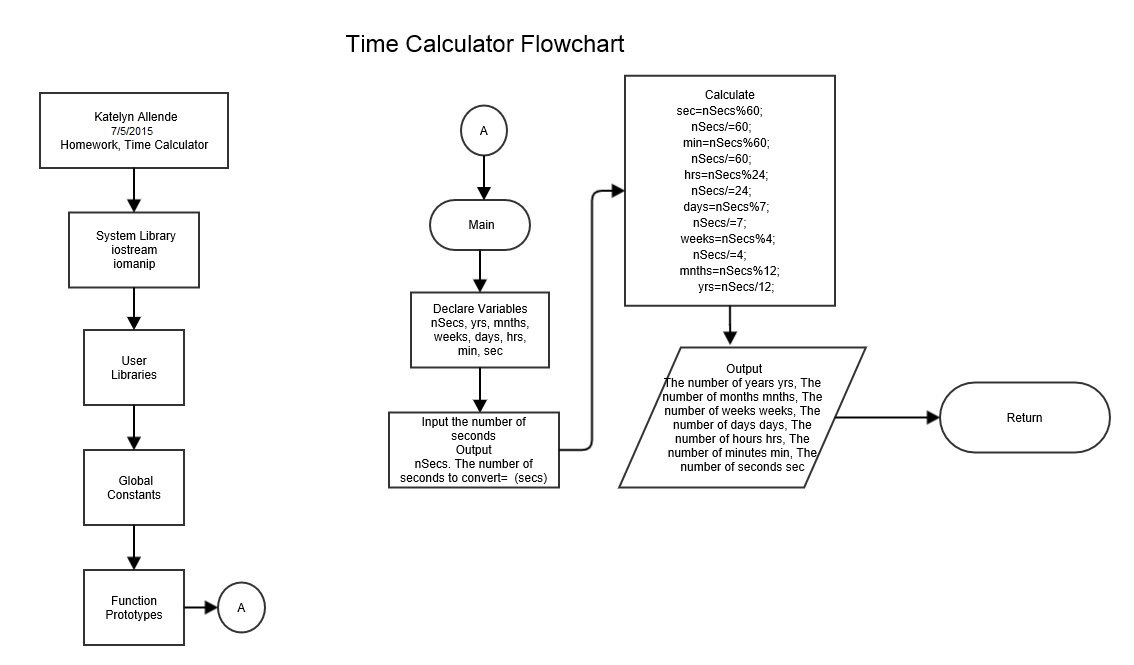 Time Calculator Flowchart
Katelyn Allende
7/5/2015
Homework, Time Calculator
System Library
iostream
iomanip
User
Libraries
Global
Constants
Function
Prototypes
A
A
Main
Declare Variables
nSecs, yrs, mnths,
weeks, days, hrs,
min, sec
Input the number of
seconds
Output
nSecs. The number of
seconds to convert= (secs)
Calculate
sec=nSecs%60;
nSecs/=60;
min=nSecs%60;
nSecs/=60;
hrs=nSecs%24;
nSecs/=24;
days=nSecs%7;
nSecs/=7;
weeks=nSecs%4;
nSecs/=4;
mnths=nSecs%12;
yrs=nSecs/12;
Output
The number of years yrs, The
number of months mnths, The
number of weeks weeks, The
number of days days, The
number of hours hrs, The
number of minutes min, The
number of seconds sec
Return